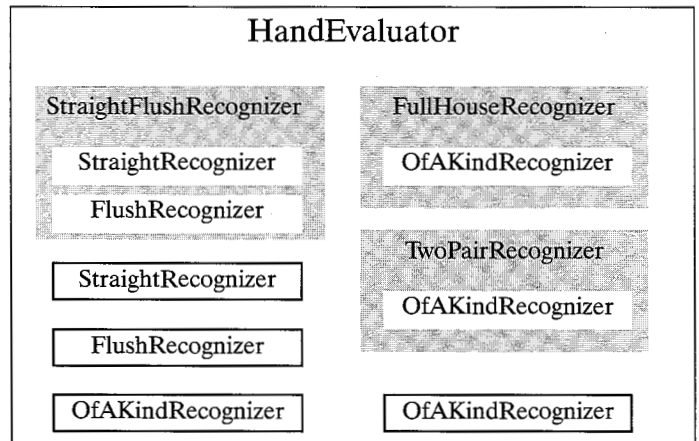 HandEvaluator
StraightFlushRecognizer
StraightRecognizer
FlushRecognizer
StraightRecognizer
FlushRecognizer
OfAKindRecognizer
FullHouseRecognizer
OfAKindRecognizer
TwoPairRecognizer
OfAKindRecognizer
OfAKindRecognizer